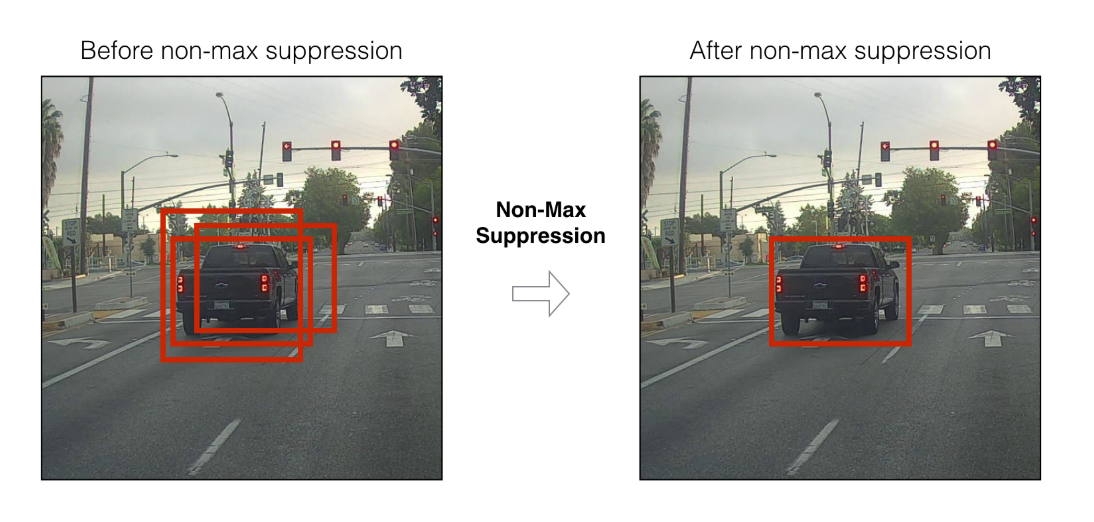 Before non-max suppression
After non-max suppression
Non-Max
Suppression